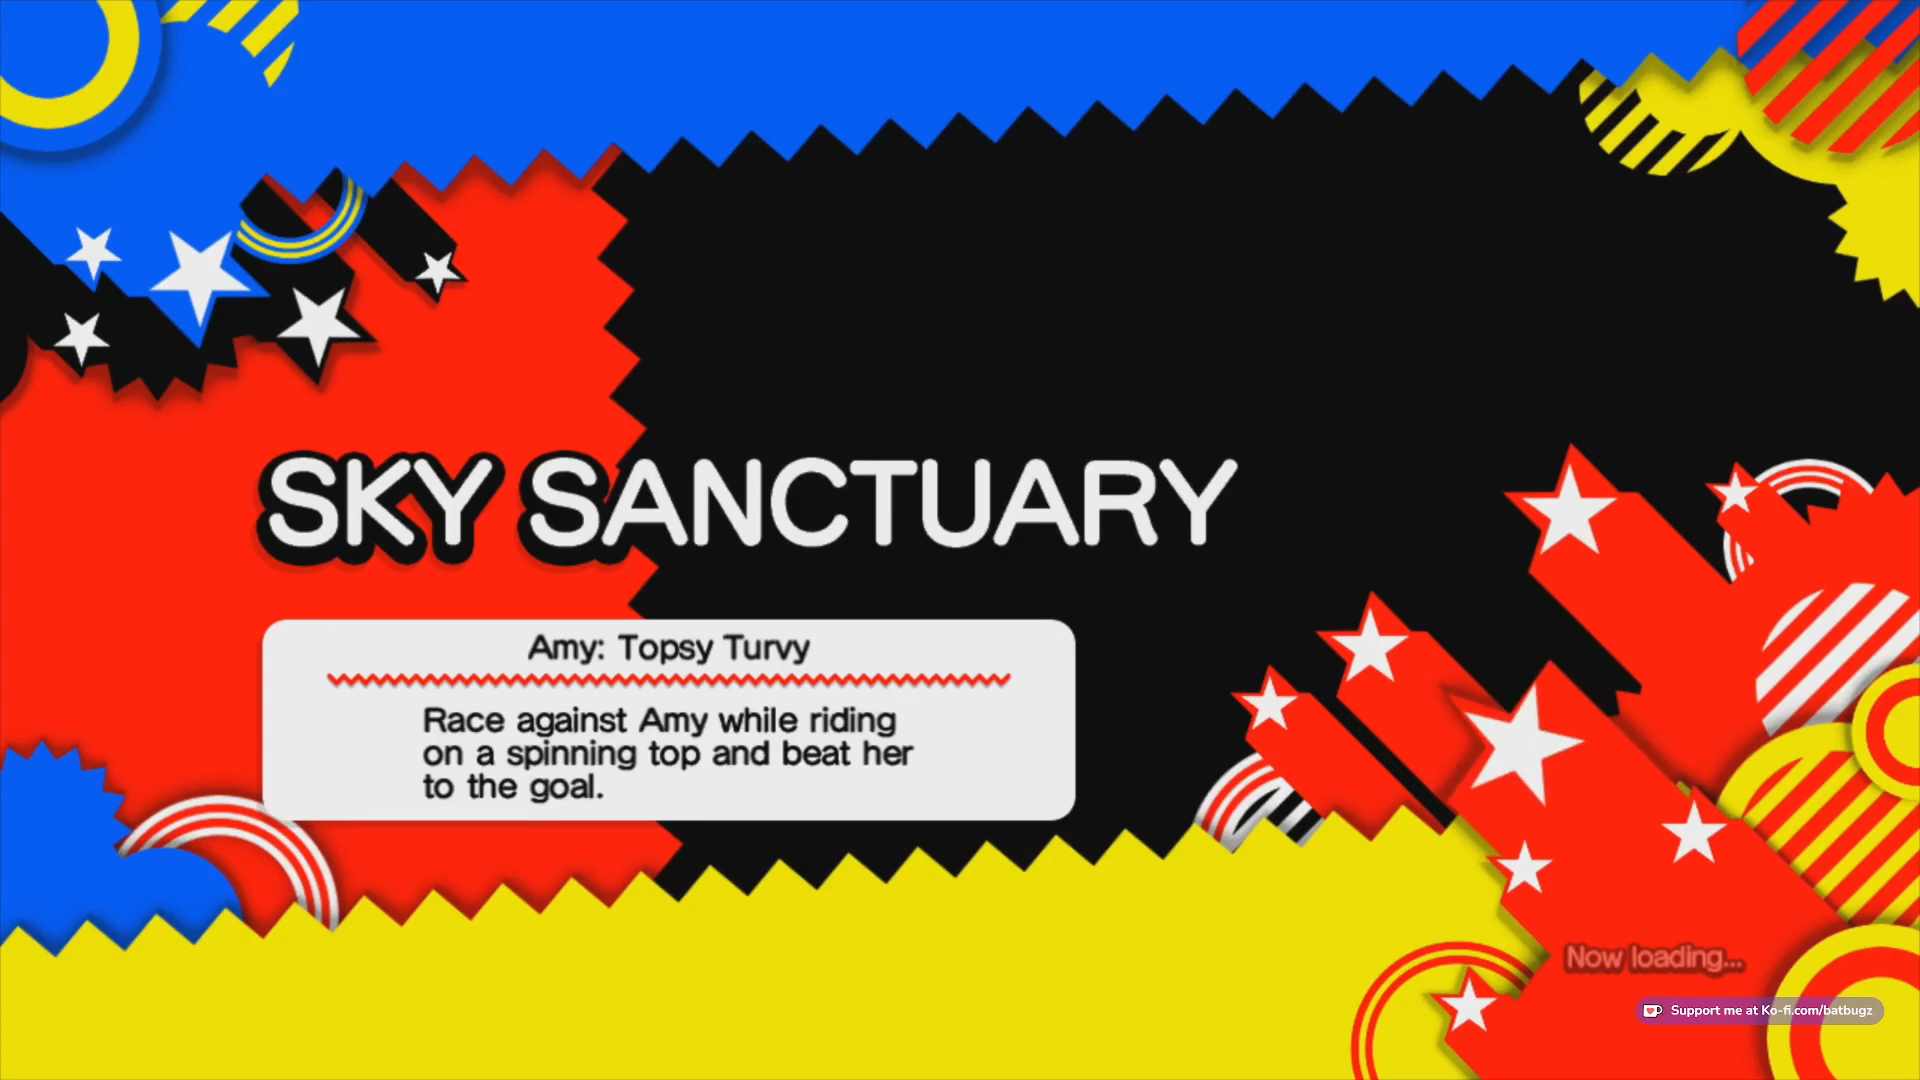 SKY SANCTUARY
Amy: Topsy Turvy
Race against Amy while riding
on a spinning top and beat her
to the goal.
Now loading...
Support me at Ko-fi.com/batbugz